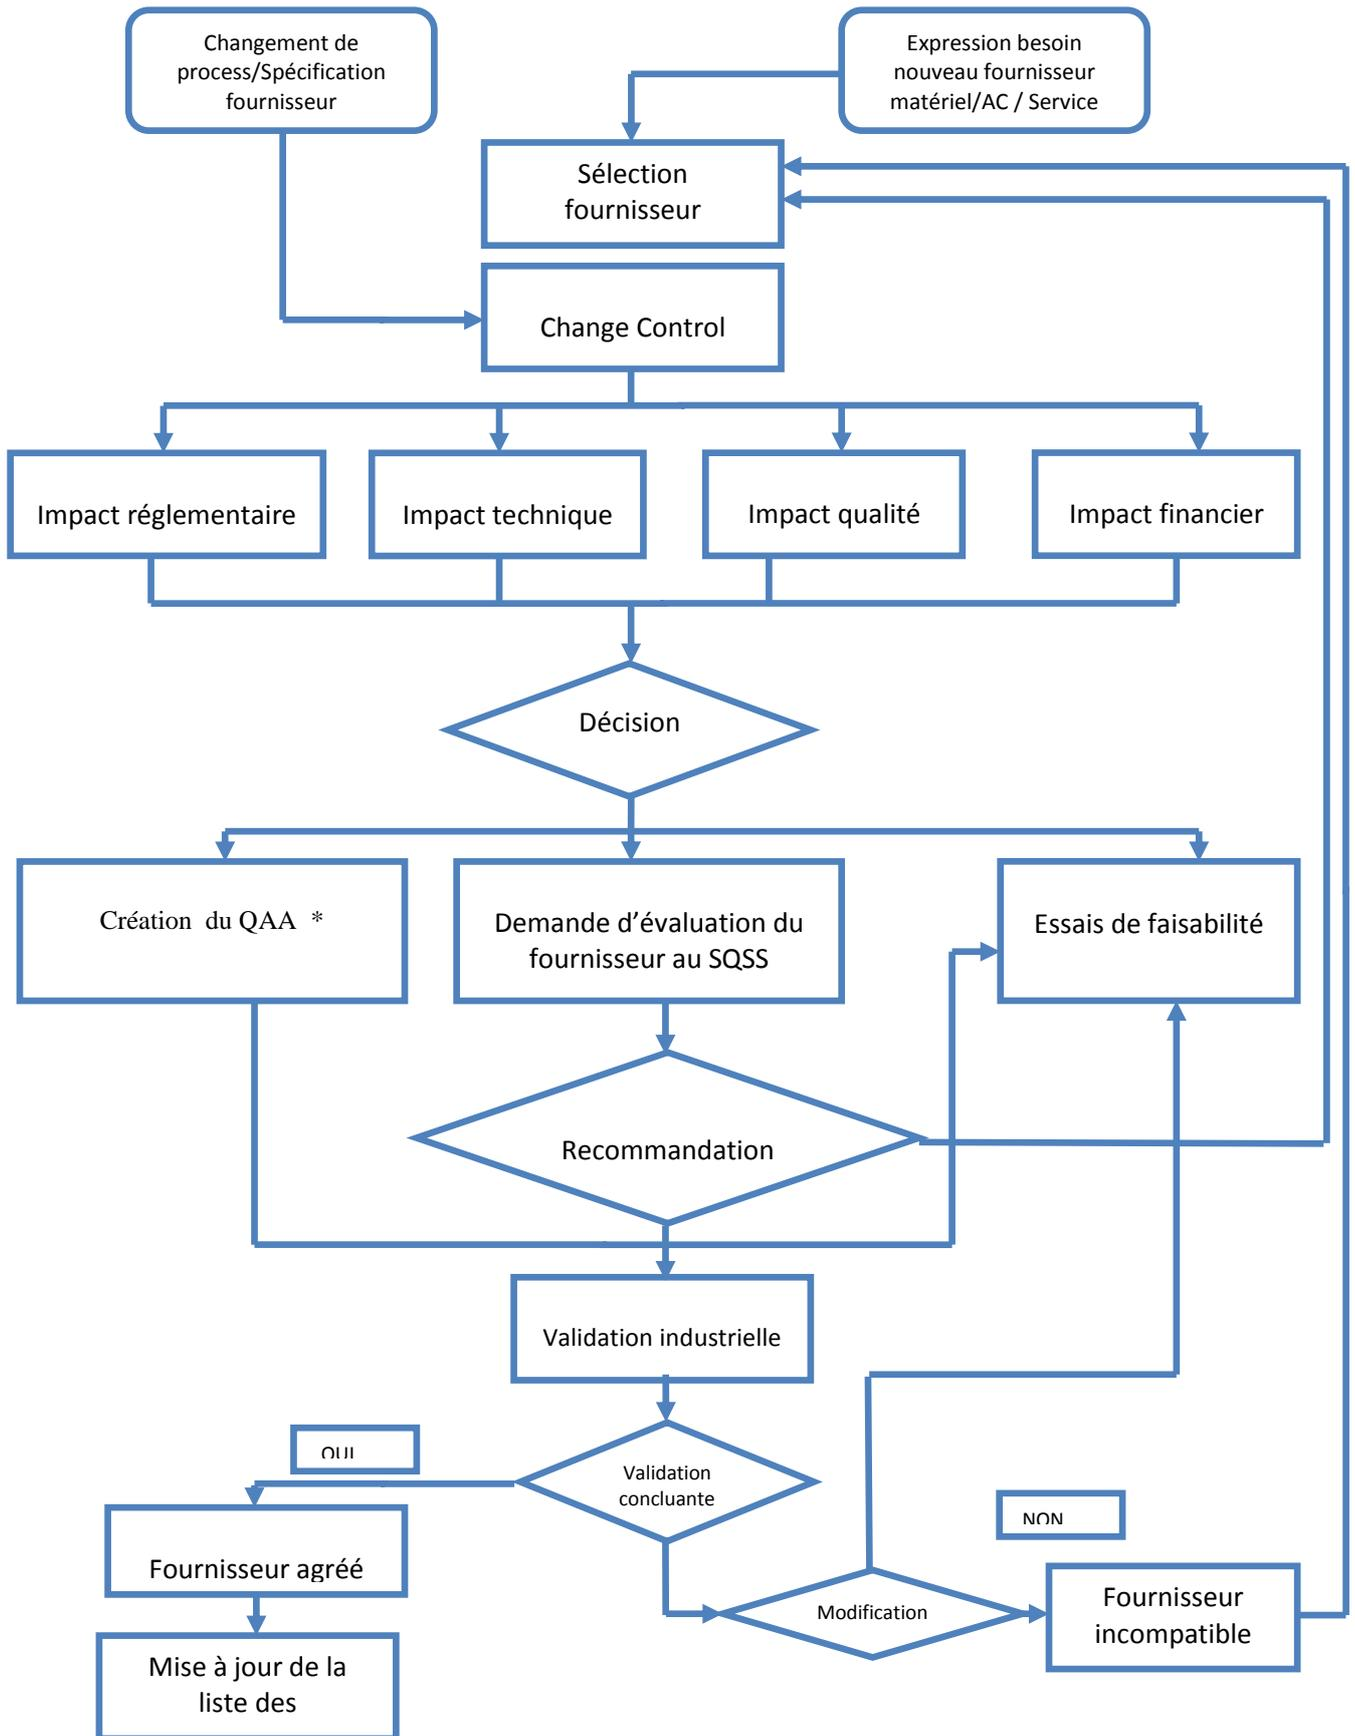 Changement de
process/Spécification
fournisseur
Expression besoin
nouveau fournisseur
matériel/AC / Service
Sélection
fournisseur
Change Control
Impact réglementaire
Impact technique
Impact qualité
Impact financier
Décision
Création du QAA *
Demande d’évaluation du
fournisseur au SQSS
Essais de faisabilité
Recommandation
Validation industrielle
OUI
Validation
concluante
NON
Fournisseur agréé
Modification
Fournisseur
incompatible
Mise à jour de la
liste des